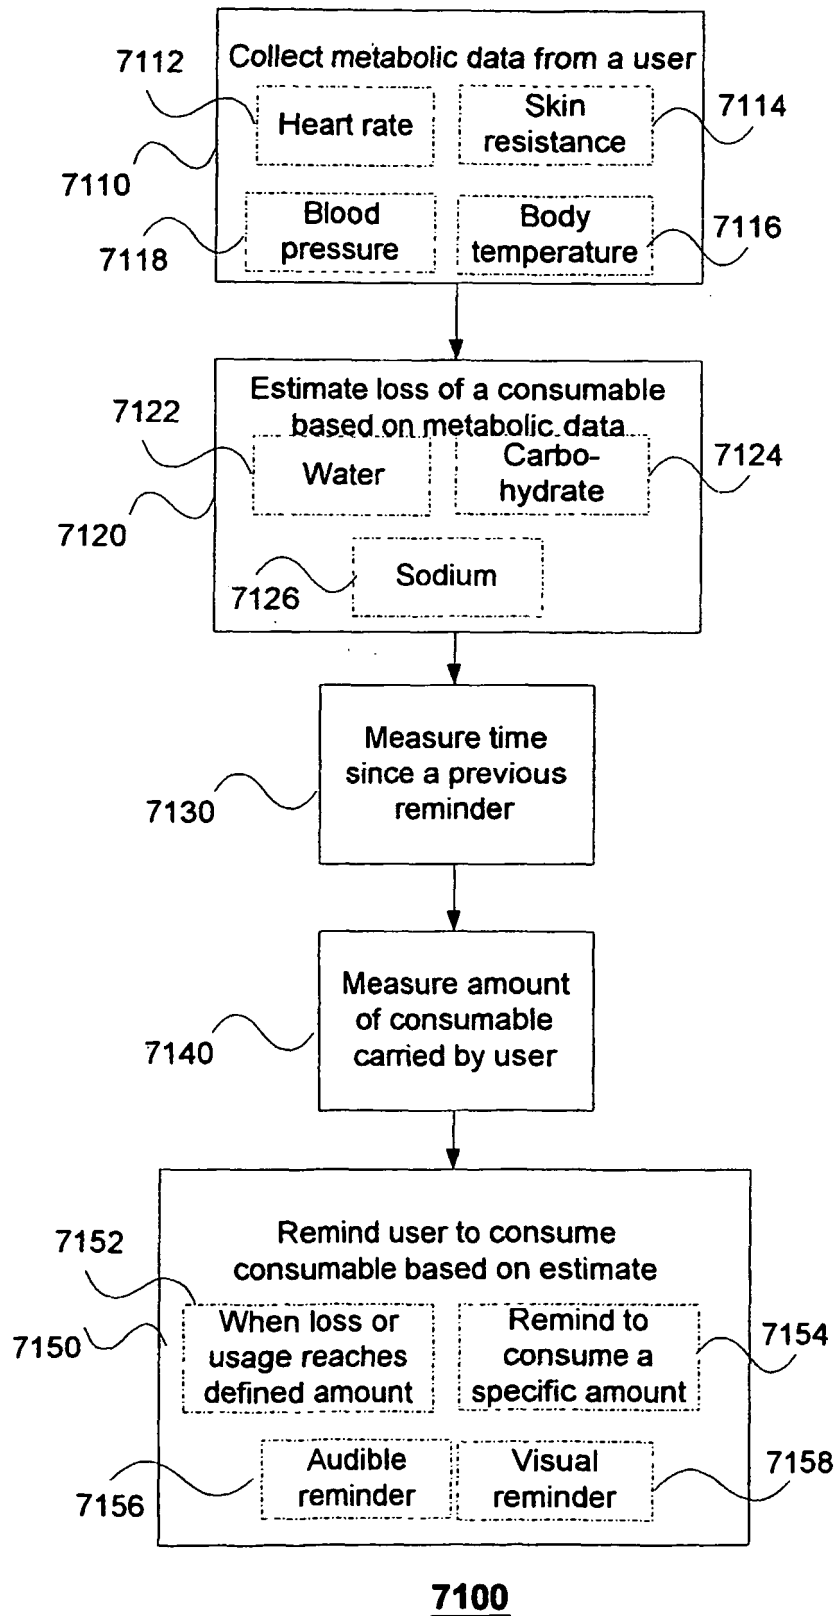 Collect metabolic data from a user
7112
Heart rate
Skin
resistance
7114
7110
Blood
pressure
7118
Body
temperature
7116
Estimate loss of a consumable
based on metabolic data
7122
Water
Carbo-
hydrate
7124
7120
Sodium
7126
Measure time
since a previous
reminder
7130
Measure amount
of consumable
carried by user
7140
Remind user to consume
consumable based on estimate
7152
7150
When loss or
usage reaches
defined amount
Remind to
consume a
specific amount
7154
Audible
reminder
7156
Visual
reminder
7158
7100